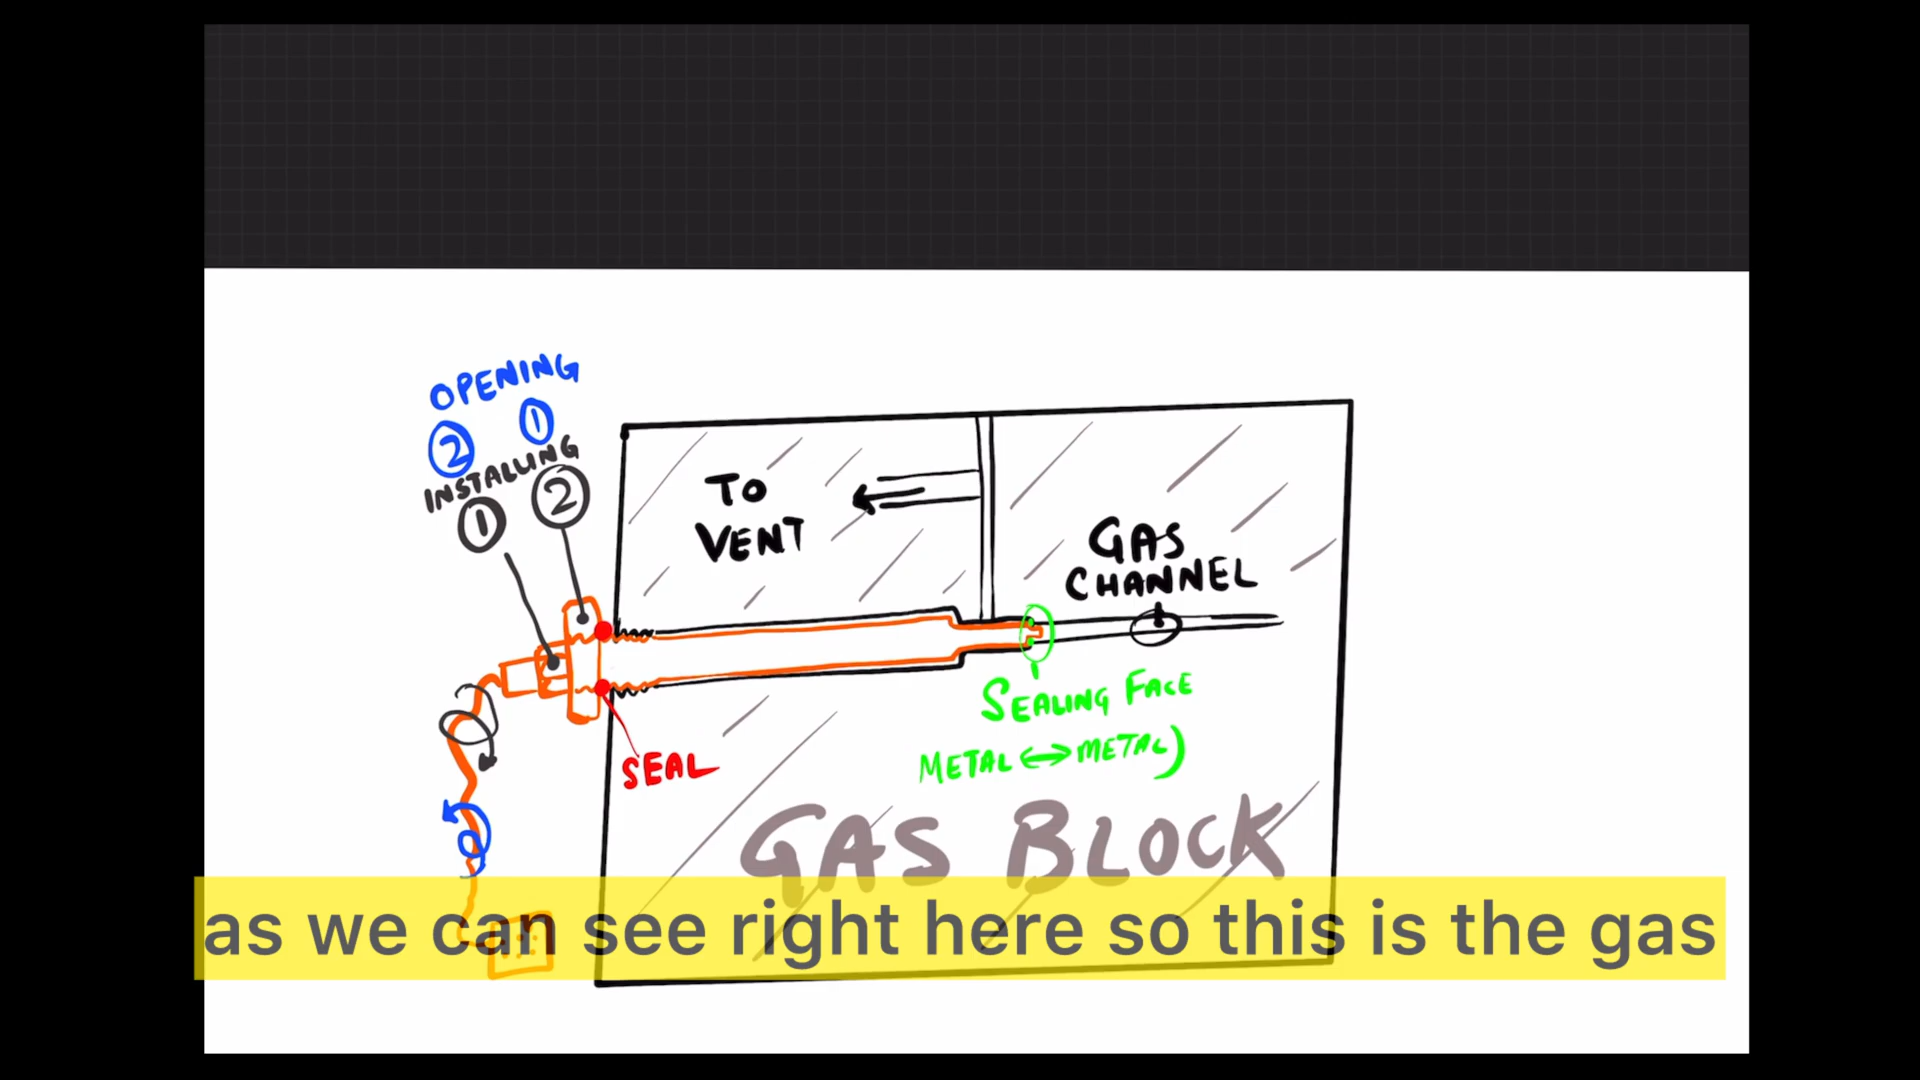 OPENING
2 1
INSTALLING
1 2
TO
VENT
GAS
CHANNEL
SEAL
SEALING FACE
METAL ↔ METAL)
GAS BLOCK
as we can see right here so this is the gas